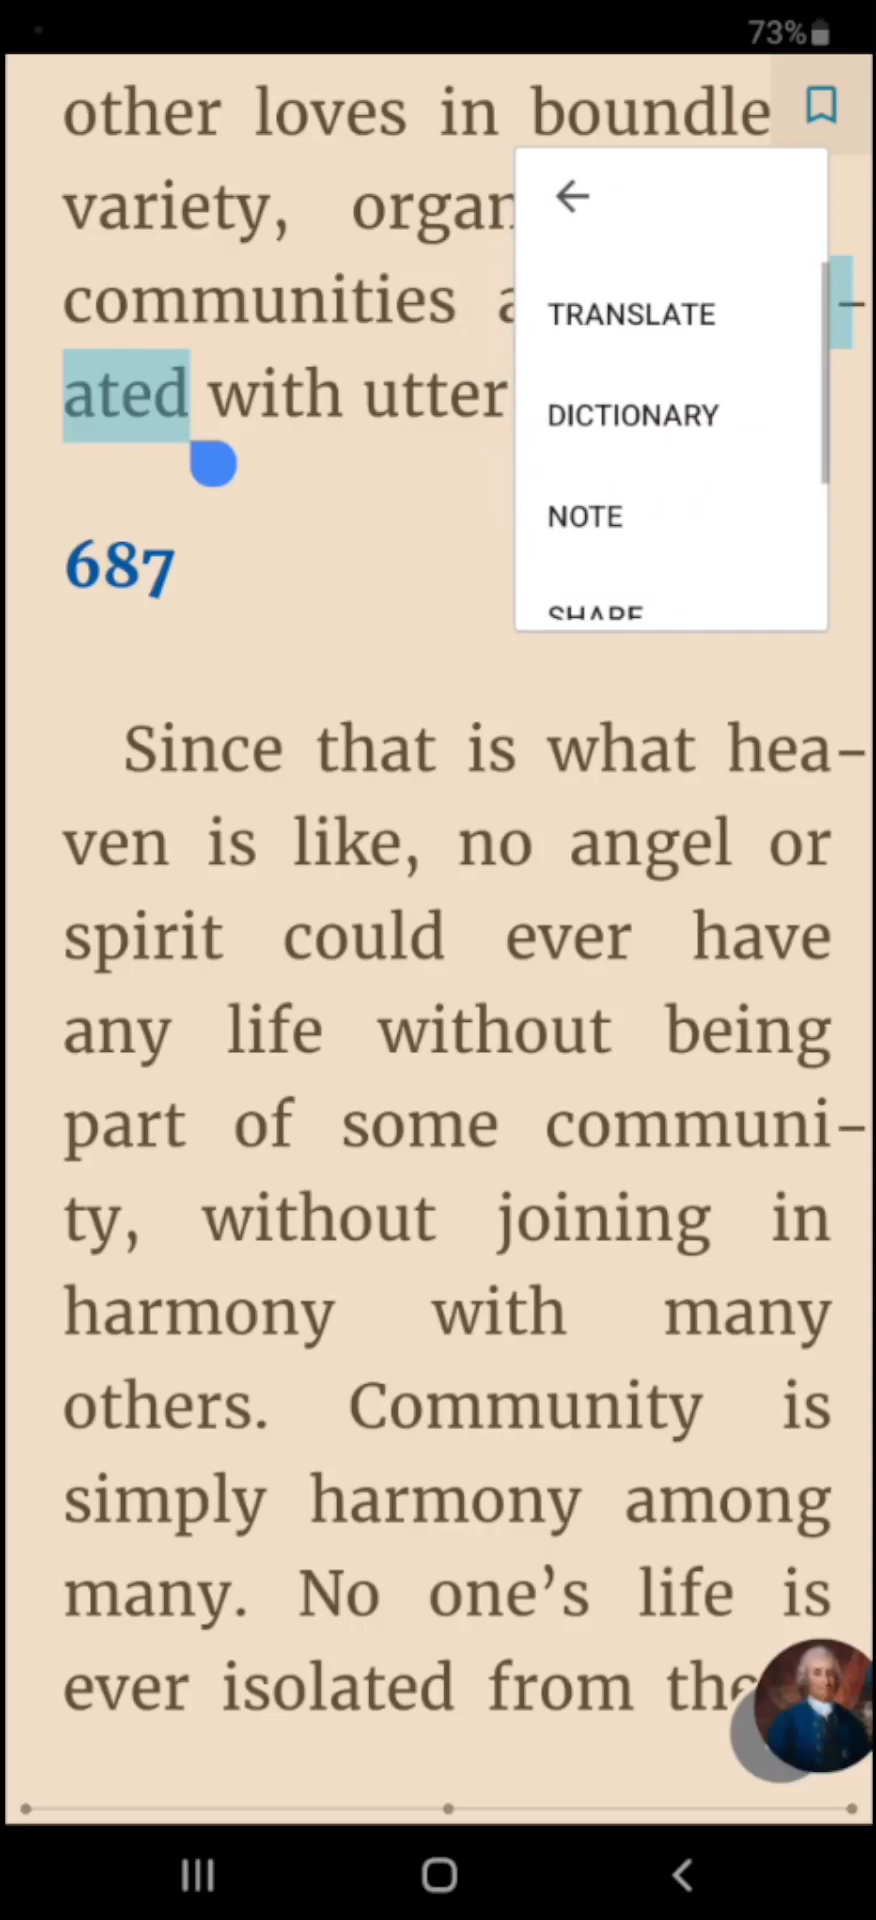 73%
other loves in boundle
variety, organ
communities a
–
ated with utter
TRANSLATE
DICTIONARY
NOTE
SHARE
687
Since that is what hea-
ven is like, no angel or
spirit could ever have
any life without being
part of some communi-
ty, without joining in
harmony with many
others. Community is
simply harmony among
many. No one’s life is
ever isolated from the